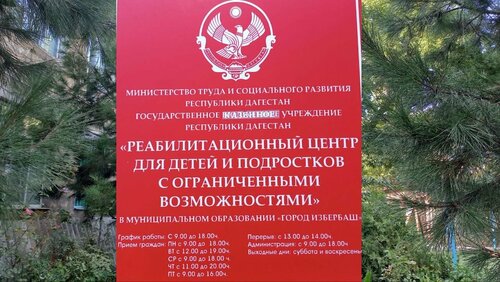 МИНИСТЕРСТВО ТРУДА И СОЦИАЛЬНОГО РАЗВИТИЯ
РЕСПУБЛИКИ ДАГЕСТАН
ГОСУДАРСТВЕННОЕ КАЗЕННОЕ УЧРЕЖДЕНИЕ
РЕСПУБЛИКИ ДАГЕСТАН
«РЕАБИЛИТАЦИОННЫЙ ЦЕНТР
ДЛЯ ДЕТЕЙ И ПОДРОСТКОВ
С ОГРАНИЧЕННЫМИ
ВОЗМОЖНОСТЯМИ»
В МУНИЦИПАЛЬНОМ ОБРАЗОВАНИИ «ГОРОД ИЗБЕРБАШ»
График работы: С 9.00 до 18.00ч.
Прием граждан: ПН с 9.00 до 18.00ч.
ВТ с 12.00 до 19.00ч.
СР с 9.00 до 18.00 ч.
ЧТ с 11.00 до 20.00ч.
ПТ с 9.00 до 16.00ч.
Перерыв: с 13.00 до 14.00ч.
Администрация: с 9.00 до 18.00
Выходные дни: суббота и воскресенье